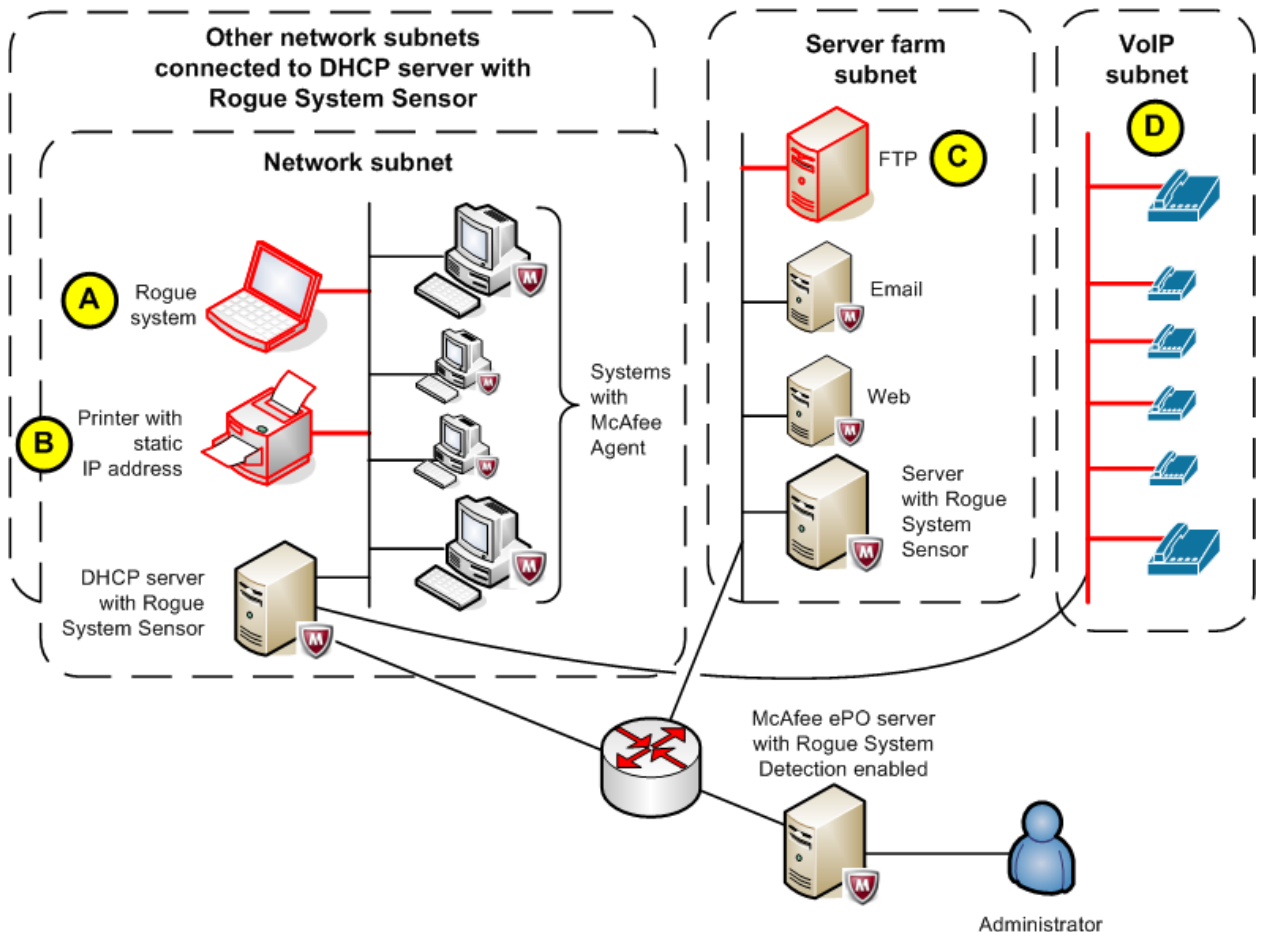 Other network subnets
connected to DHCP server with
Rogue System Sensor
Network subnet
A
Rogue
system
B
Printer with
static
IP address
DHCP server
with Rogue
System Sensor
Systems
with
McAfee
Agent
Server farm
subnet
FTP
C
Email
Web
Server
with Rogue
System
Sensor
VoIP
subnet
D
McAfee ePO server
with Rogue System
Detection enabled
Administrator